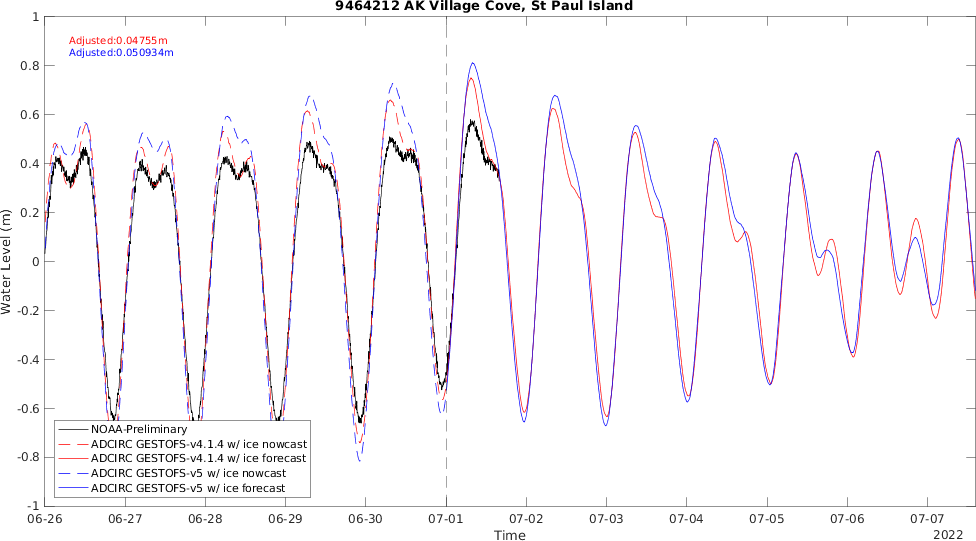 9464212 AK Village Cove, St Paul Island
Adjusted:0.04755m
Adjusted:0.050934m
Water Level (m)
1
0.8
0.6
0.4
0.2
0
-0.2
-0.4
-0.6
-0.8
-1
NOAA-Preliminary
ADCIRC GESTOFS-v4.1.4 w/ ice nowcast
ADCIRC GESTOFS-v4.1.4 w/ ice forecast
ADCIRC GESTOFS-v5 w/ ice nowcast
ADCIRC GESTOFS-v5 w/ ice forecast
06-26 06-27 06-28 06-29 06-30 07-01 07-02 07-03 07-04 07-05 07-06 07-07
Time
2022